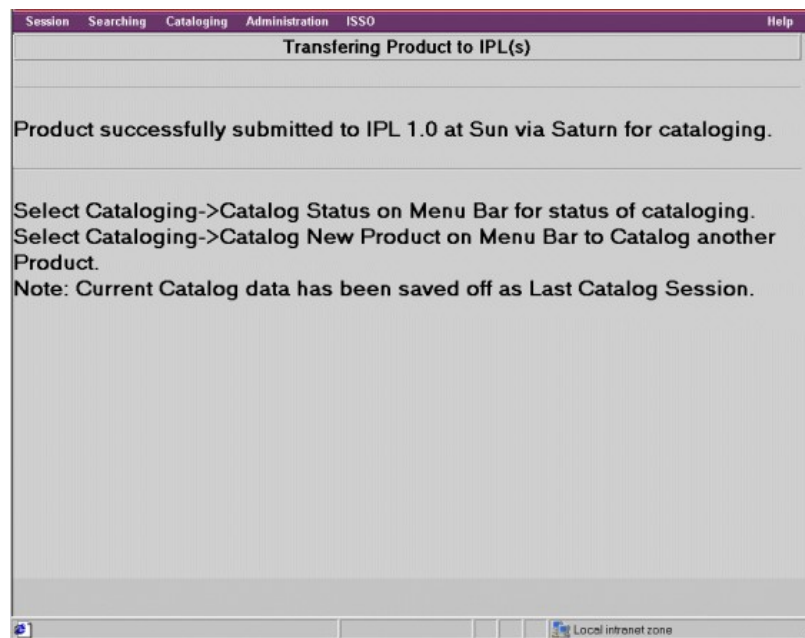 Session Searching Cataloging Administration ISSO Help
Transfering Product to IPL(s)
Product successfully submitted to IPL 1.0 at Sun via Saturn for cataloging.
Select Cataloging->Catalog Status on Menu Bar for status of cataloging.
Select Cataloging->Catalog New Product on Menu Bar to Catalog another
Product.
Note: Current Catalog data has been saved off as Last Catalog Session.
Local intranet zone